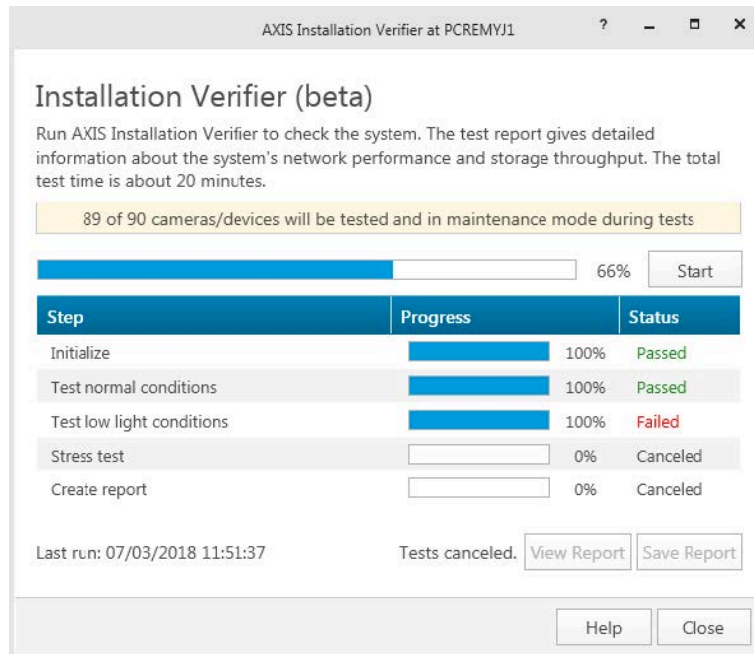 AXIS Installation Verifier at PCREMYJ1 ?
Installation Verifier (beta)
Run AXIS Installation Verifier to check the system. The test report gives detailed
information about the system's network performance and storage throughput. The total
test time is about 20 minutes.
89 of 90 cameras/devices will be tested and in maintenance mode during tests
66% Start
Step Progress Status
Initialize 100% Passed
Test normal conditions 100% Passed
Test low light conditions 100% Failed
Stress test 0% Canceled
Create report 0% Canceled
Last run: 07/03/2018 11:51:37 Tests canceled. View Report Save Report
Help Close